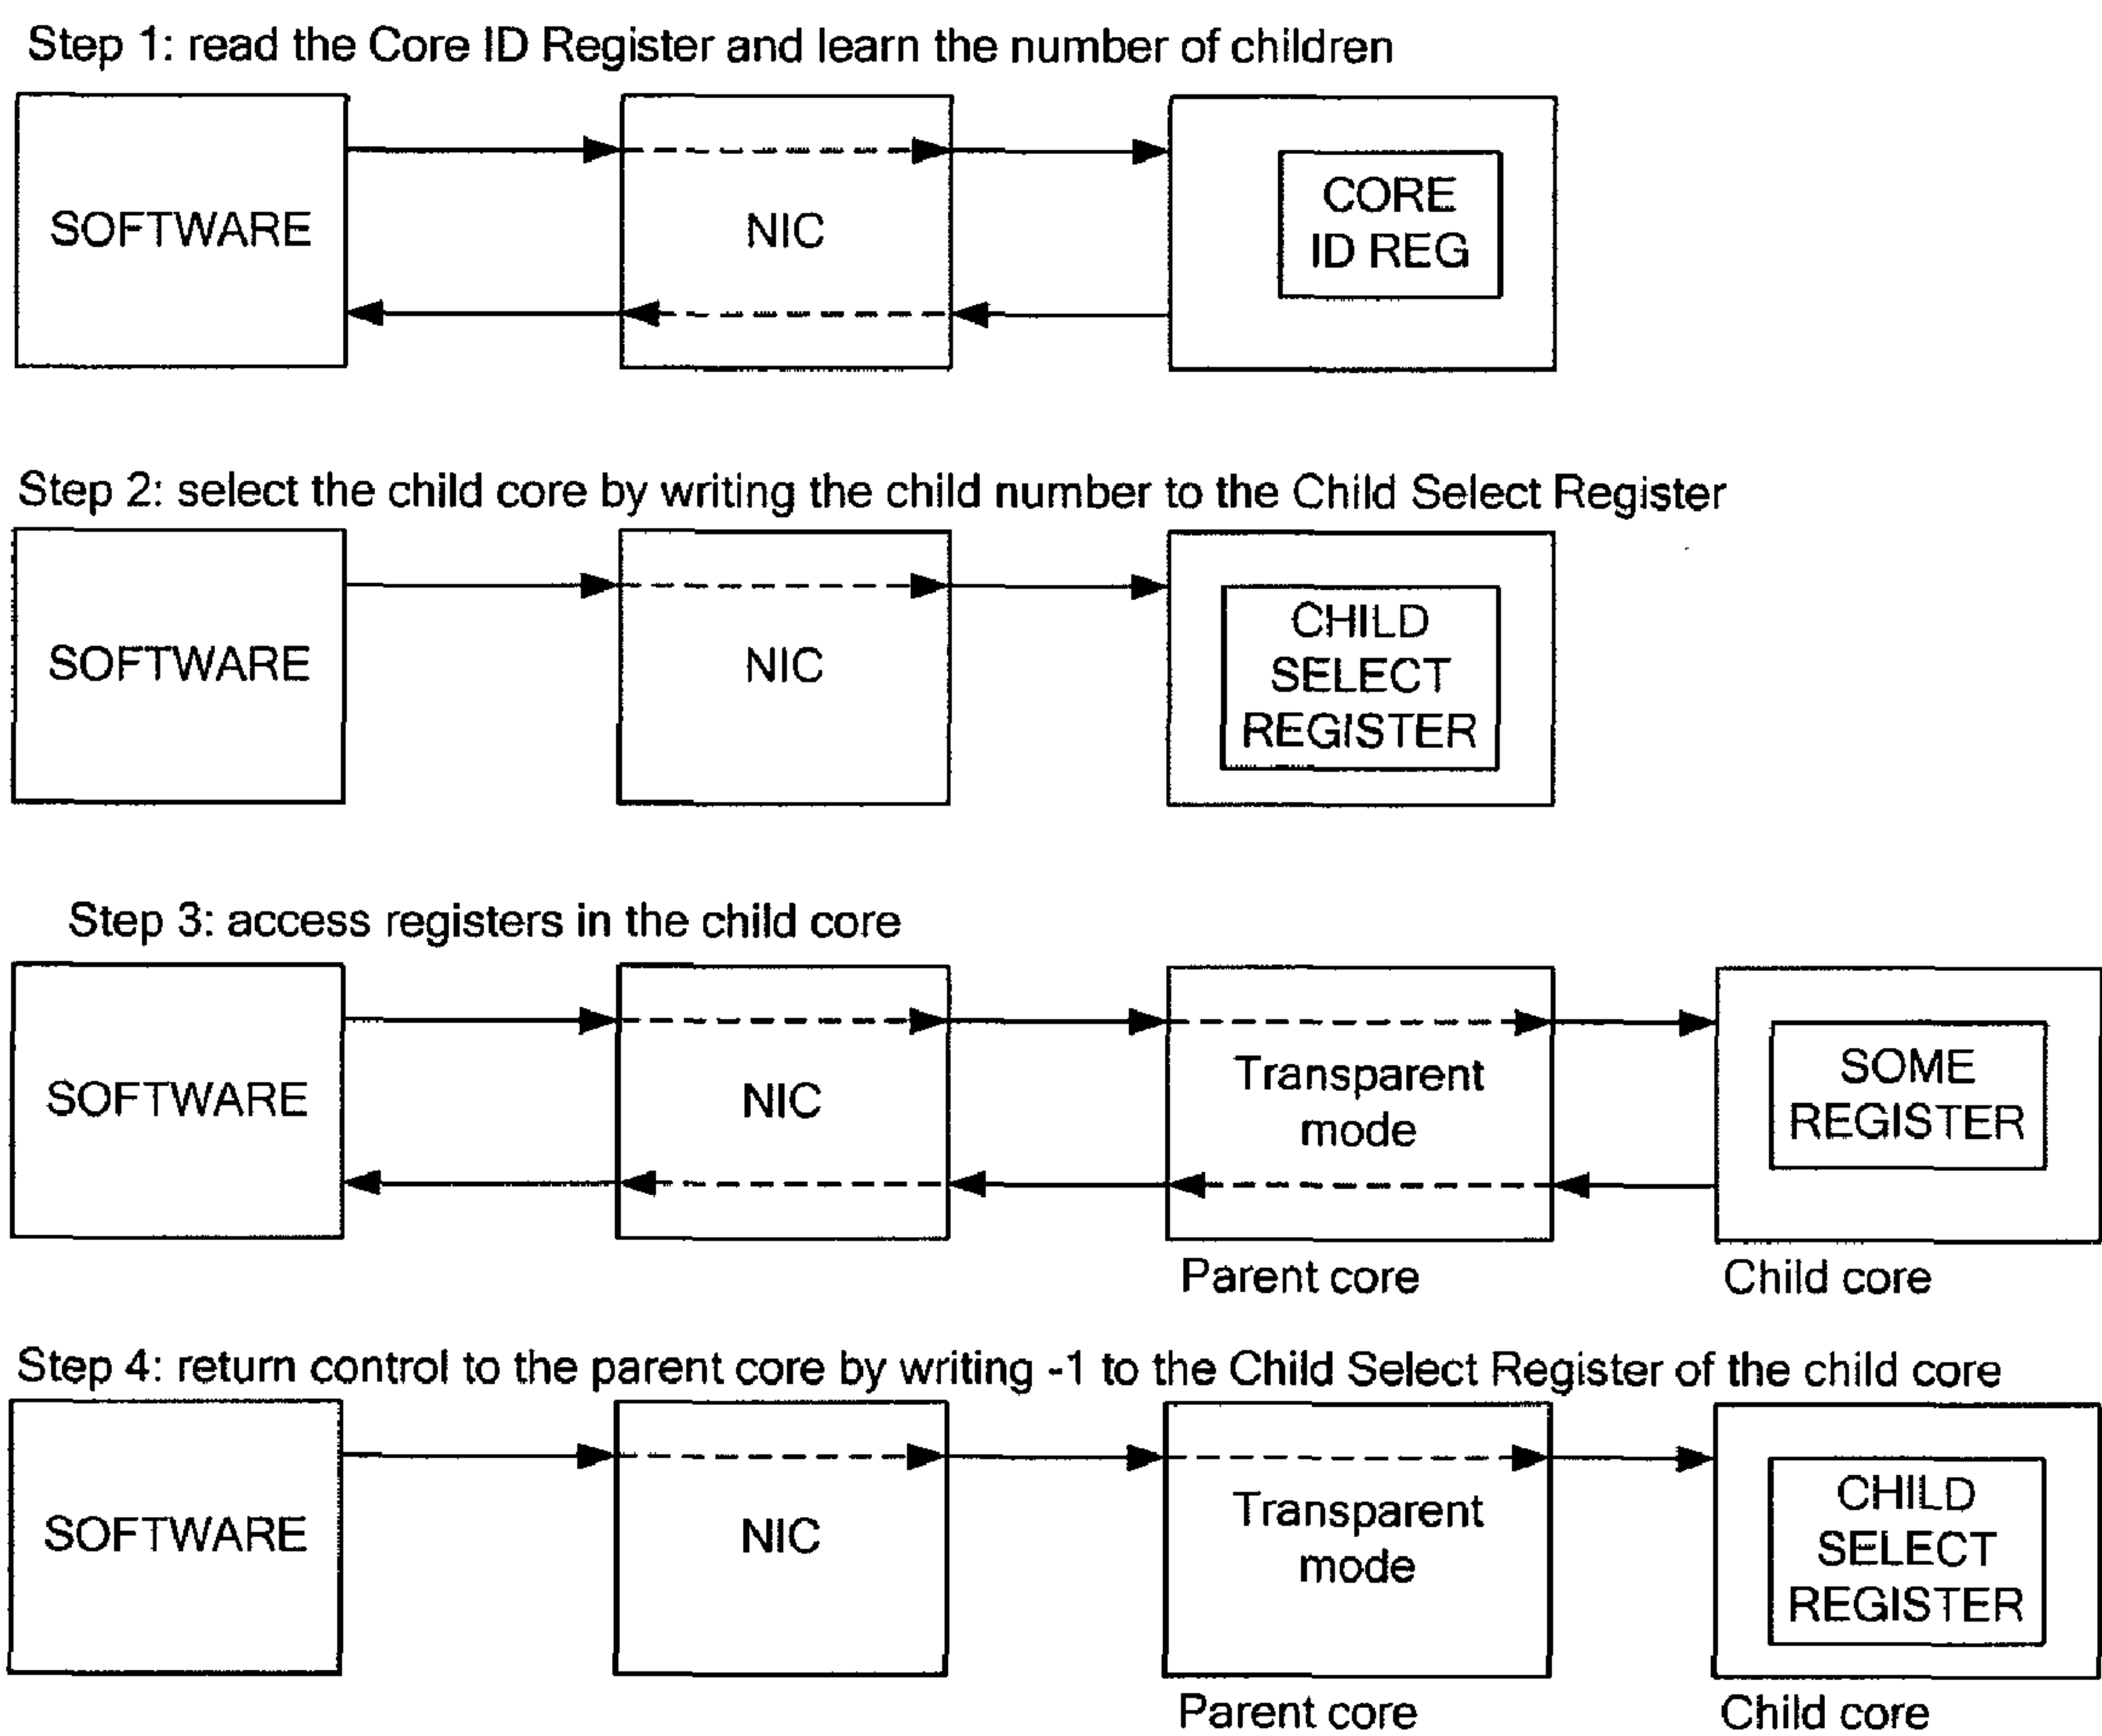 Step 1: read the Core ID Register and learn the number of children
SOFTWARE
NIC
CORE
ID REG
Step 2: select the child core by writing the child number to the Child Select Register
SOFTWARE
NIC
CHILD
SELECT
REGISTER
Step 3: access registers in the child core
SOFTWARE
NIC
Transparent
mode
SOME
REGISTER
Parent core
Child core
Step 4: return control to the parent core by writing -1 to the Child Select Register of the child core
SOFTWARE
NIC
Transparent
mode
CHILD
SELECT
REGISTER
Parent core
Child core